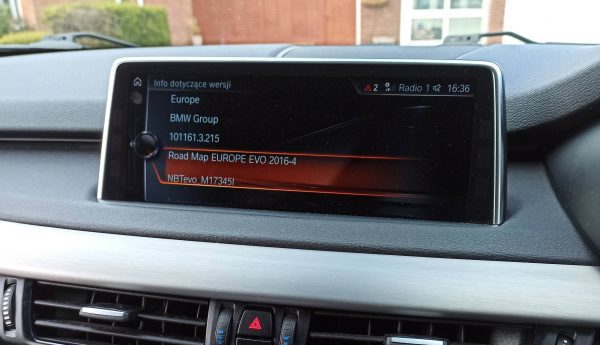 Info dotyczące wersji
2 Radio 1 16:36
Europe
BMW Group
101161.3.215
Road Map EUROPE EVO 2016-4
NBTevo_M17345I